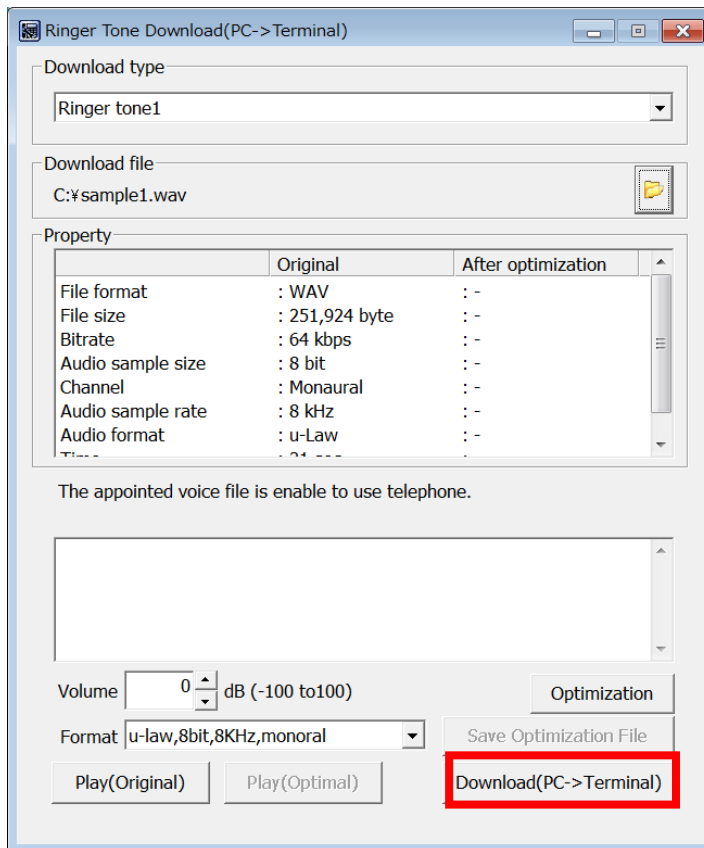 Ringer Tone Download(PC->Terminal)
Download type
Ringer tone1
Download file
C:¥sample1.wav
Property
Original After optimization
File format : WAV : -
File size : 251,924 byte : -
Bitrate : 64 kbps : -
Audio sample size : 8 bit : -
Channel : Monaural : -
Audio sample rate : 8 kHz : -
Audio format : u-Law : -
The appointed voice file is enable to use telephone.
Volume 0 dB (-100 to100) Optimization
Format u-law,8bit,8KHz,monoral Save Optimization File
Play(Original) Play(Optimal) Download(PC->Terminal)